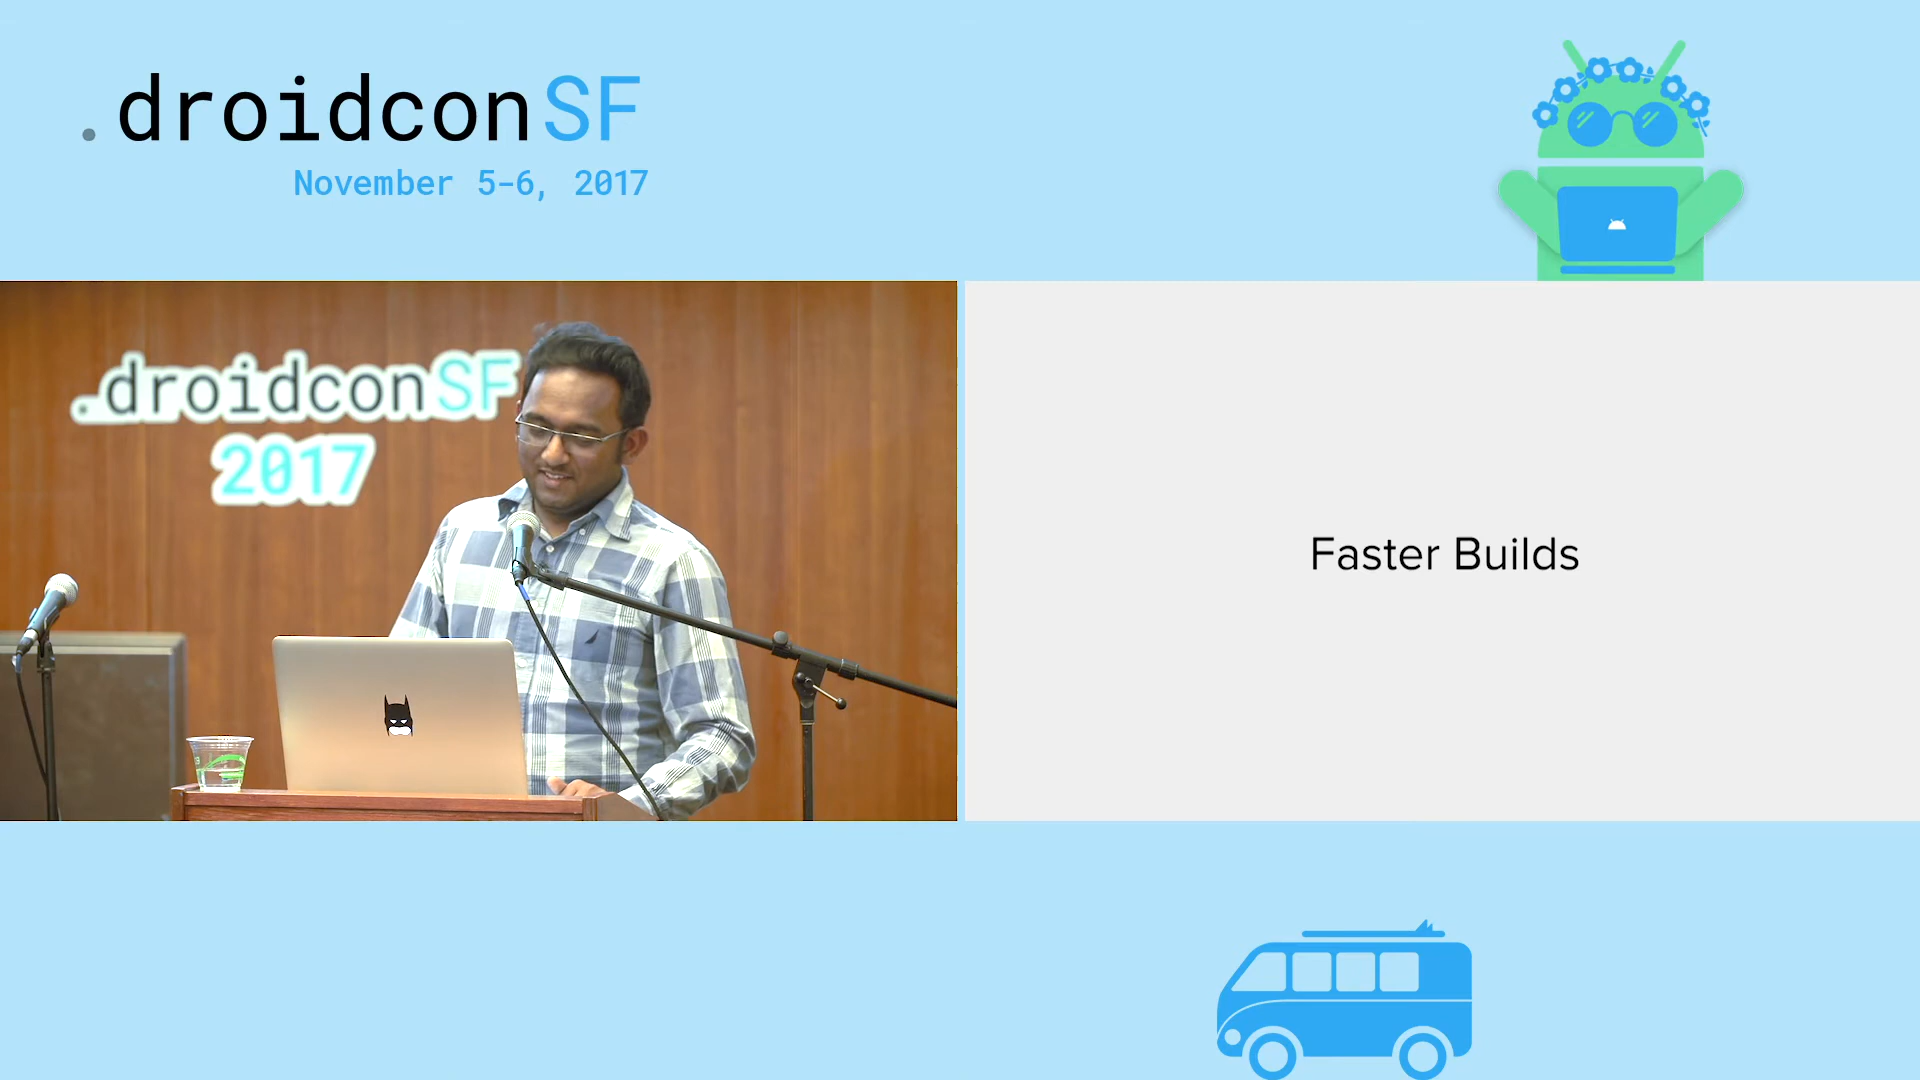 .droidconSF
November 5-6, 2017
.droidconSF
2017
Faster Builds